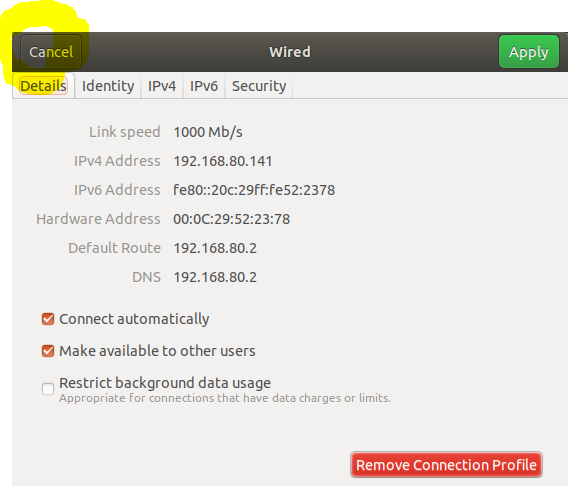 Cancel Wired Apply
Details Identity IPv4 IPv6 Security
Link speed 1000 Mb/s
IPv4 Address 192.168.80.141
IPv6 Address fe80::20c:29ff:fe52:2378
Hardware Address 00:0C:29:52:23:78
Default Route 192.168.80.2
DNS 192.168.80.2
Connect automatically
Make available to other users
Restrict background data usage
Appropriate for connections that have data charges or limits.
Remove Connection Profile